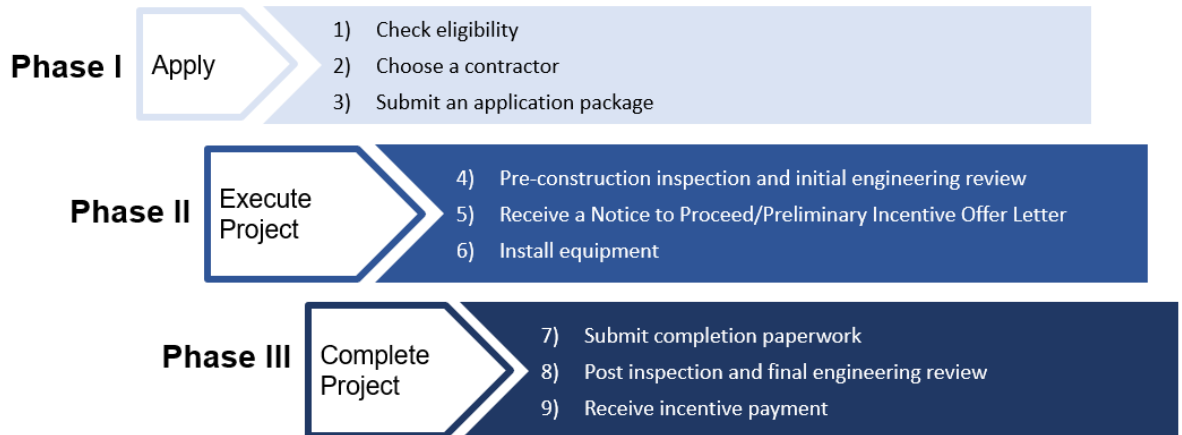 Phase I
Apply
1) Check eligibility
2) Choose a contractor
3) Submit an application package
Phase II
Execute
Project
4) Pre-construction inspection and initial engineering review
5) Receive a Notice to Proceed/Preliminary Incentive Offer Letter
6) Install equipment
Phase III
Complete
Project
7) Submit completion paperwork
8) Post inspection and final engineering review
9) Receive incentive payment